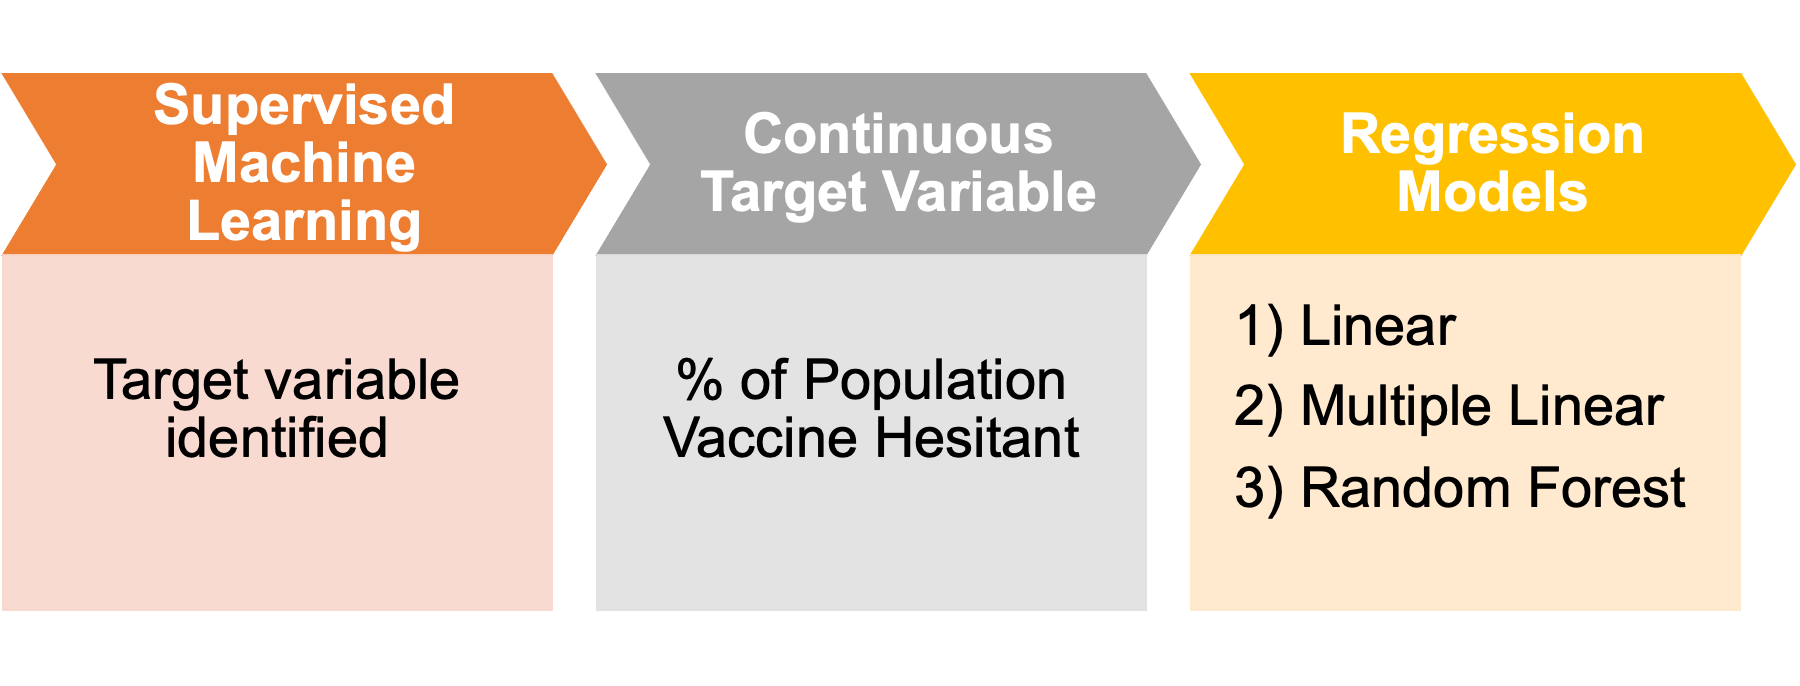 Supervised
Machine
Learning
Target variable
identified
Continuous
Target Variable
% of Population
Vaccine Hesitant
Regression
Models
1) Linear
2) Multiple Linear
3) Random Forest